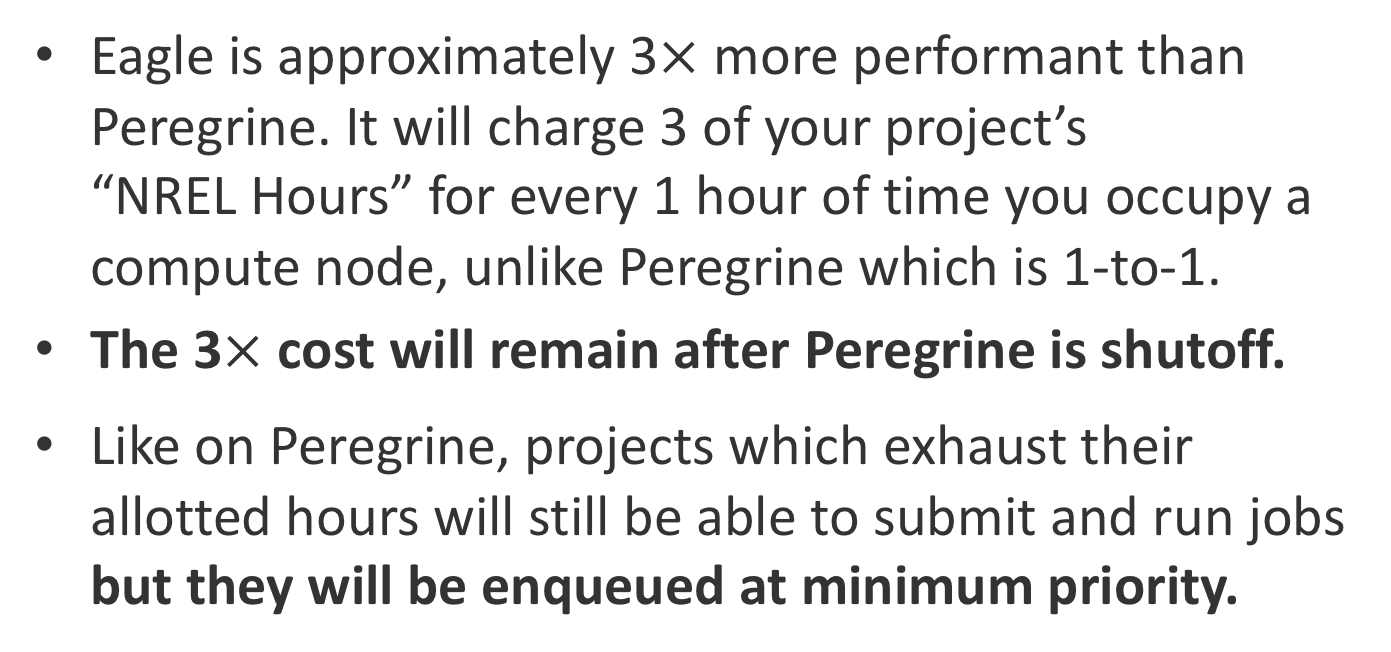 • Eagle is approximately 3× more performant than
Peregrine. It will charge 3 of your project’s
“NREL Hours” for every 1 hour of time you occupy a
compute node, unlike Peregrine which is 1-to-1.
• The 3× cost will remain after Peregrine is shutoff.
• Like on Peregrine, projects which exhaust their
allotted hours will still be able to submit and run jobs
but they will be enqueued at minimum priority.